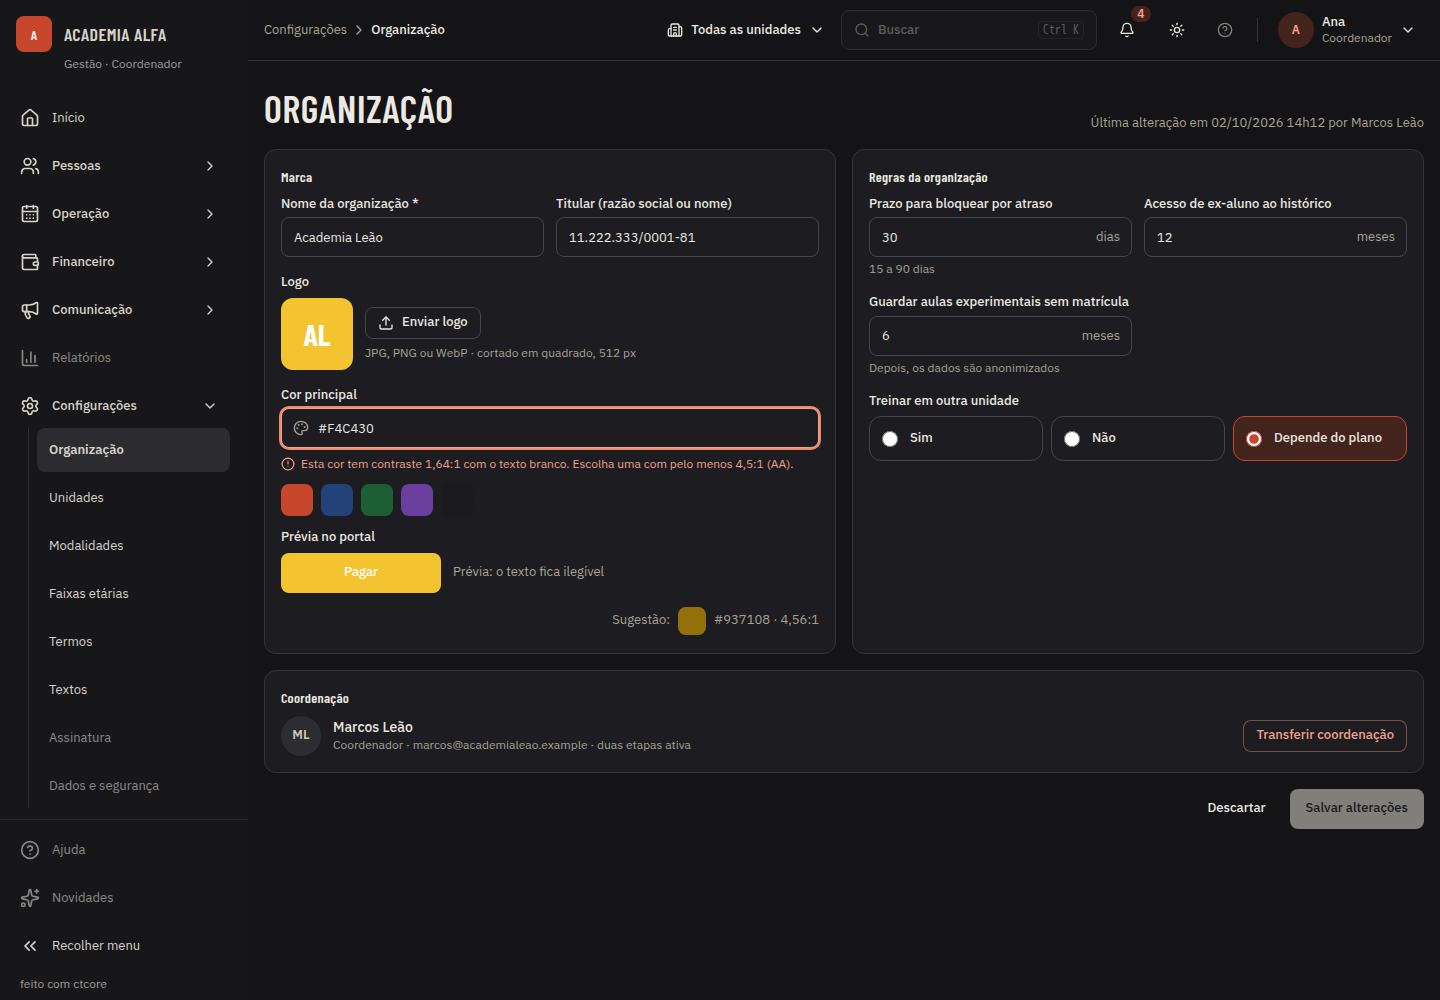 A
ACADEMIA ALFA
Gestão · Coordenador
Início
Pessoas
Operação
Financeiro
Comunicação
Relatórios
Configurações
Organização
Unidades
Modalidades
Faixas etárias
Termos
Textos
Assinatura
Dados e segurança
Ajuda
Novidades
Recolher menu
feito com ctcore
Configurações > Organização
Todas as unidades
Buscar
Ctrl K
4
A
Ana
Coordenador
ORGANIZAÇÃO
Última alteração em 02/10/2026 14h12 por Marcos Leão
Marca
Nome da organização *
Academia Leão
Titular (razão social ou nome)
11.222.333/0001-81
Logo
AL
Enviar logo
JPG, PNG ou WebP · cortado em quadrado, 512 px
Cor principal
#F4C430
Esta cor tem contraste 1,64:1 com o texto branco. Escolha uma com pelo menos 4,5:1 (AA).
Prévia no portal
Pagar
Prévia: o texto fica ilegível
Sugestão:
#937108 · 4,56:1
Regras da organização
Prazo para bloquear por atraso
30 dias
15 a 90 dias
Acesso de ex-aluno ao histórico
12 meses
Guardar aulas experimentais sem matrícula
6 meses
Depois, os dados são anonimizados
Treinar em outra unidade
Sim
Não
Depende do plano
Coordenação
ML
Marcos Leão
Coordenador · marcos@academialeao.example · duas etapas ativa
Transferir coordenação
Descartar
Salvar alterações